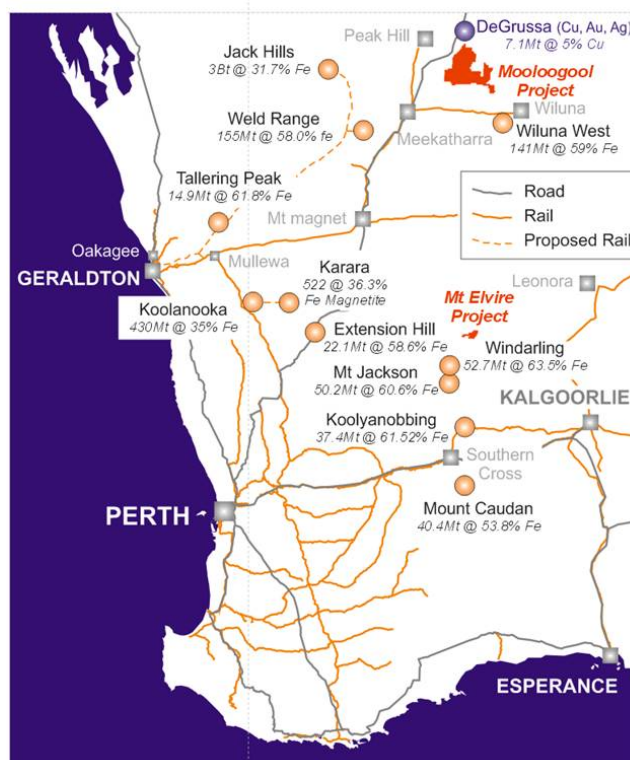 DeGrussa (Cu, Au, Ag)
7.1Mt @ 5% Cu
Peak Hill
Jack Hills
3Bt @ 31.7% Fe
Mooloogool
Project
Weld Range
155Mt @ 58.0% fe
Wiluna
Meekatharra
Wiluna West
141Mt @ 59% Fe
Tallering Peak
14.9Mt @ 61.8% Fe
Road
Rail
Proposed Rail
Mt magnet
Oakagee
GERALDTON
Mullewa
Karara
522 @ 36.3%
Fe Magnetite
Leonora
Koolanooka
430Mt @ 35% Fe
Mt Elvire
Project
Extension Hill
22.1Mt @ 58.6% Fe
Windarling
52.7Mt @ 63.5% Fe
Mt Jackson
50.2Mt @ 60.6% Fe
KALGOORLIE
Koolyanobbing
37.4Mt @ 61.52% Fe
Southern
Cross
PERTH
Mount Caudan
40.4Mt @ 53.8% Fe
ESPERANCE